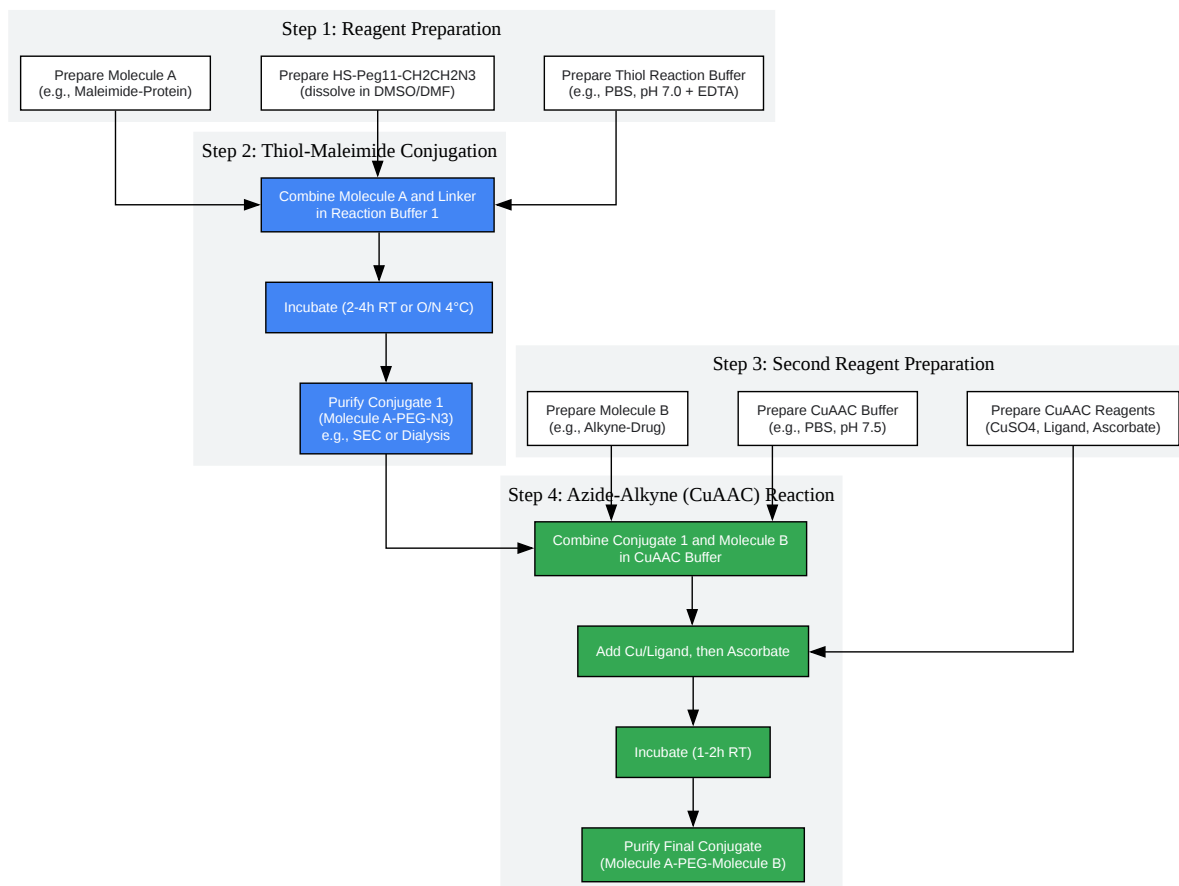 Step 1: Reagent Preparation
Prepare Molecule A
(e.g., Maleimide-Protein)
Prepare HS-Peg11-CH2CH2N3
(dissolve in DMSO/DMF)
Prepare Thiol Reaction Buffer
(e.g., PBS, pH 7.0 + EDTA)
Step 2: Thiol-Maleimide Conjugation
Combine Molecule A and Linker
in Reaction Buffer 1
Incubate (2-4h RT or O/N 4°C)
Purify Conjugate 1
(Molecule A-PEG-N3)
e.g., SEC or Dialysis
Step 3: Second Reagent Preparation
Prepare Molecule B
(e.g., Alkyne-Drug)
Prepare CuAAC Buffer
(e.g., PBS, pH 7.5)
Prepare CuAAC Reagents
(CuSO4, Ligand, Ascorbate)
Step 4: Azide-Alkyne (CuAAC) Reaction
Combine Conjugate 1 and Molecule B
in CuAAC Buffer
Add Cu/Ligand, then Ascorbate
Incubate (1-2h RT)
Purify Final Conjugate
(Molecule A-PEG-Molecule B)